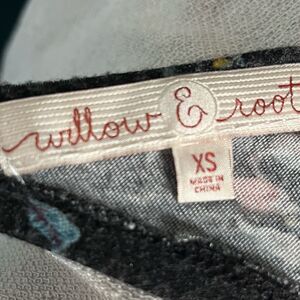 willow & root
XS
MADE IN
CHINA